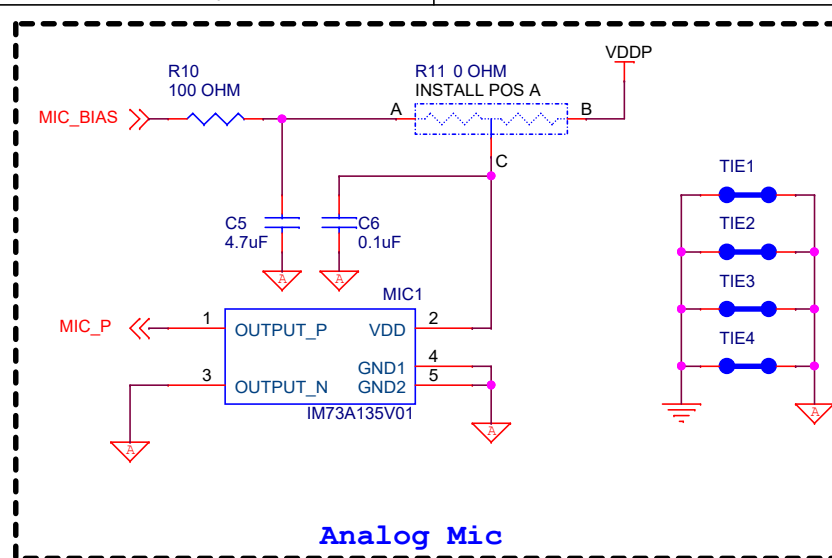 VDDP
R10
100 OHM
R11 0 OHM
INSTALL POS A
MIC_BIAS
A
B
C
TIE1
C5
4.7uF
C6
0.1uF
TIE2
A
A
TIE3
MIC1
MIC_P
1
OUTPUT_P
VDD
2
TIE4
GND1
4
3
OUTPUT_N
GND2
5
IM73A135V01
A
A
A
Analog Mic